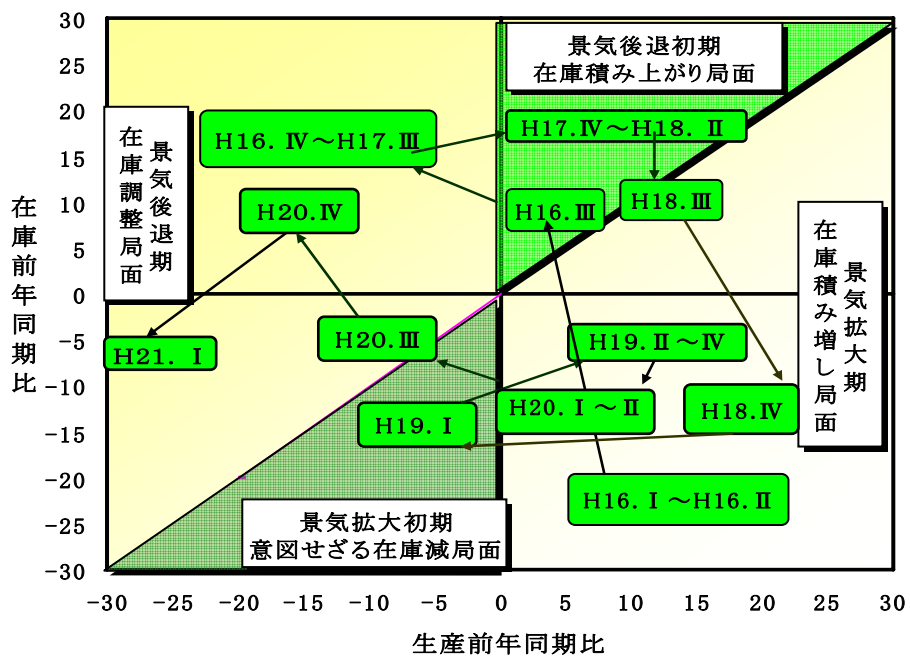 30
25
20
15
10
5
0
-5
-10
-15
-20
-25
-30
在庫前年同期比
景気後退初期
在庫積み上がり局面
景気後退期
在庫調整局面
H16. Ⅳ～H17. Ⅲ
H17.Ⅳ～H18. Ⅱ
H20.Ⅳ
H16.Ⅲ
H18.Ⅲ
景気拡大期
在庫積み増し局面
H21. Ⅰ
H20.Ⅲ
H19.Ⅱ～Ⅳ
H19. Ⅰ
H20. Ⅰ～Ⅱ
H18.Ⅳ
H16. Ⅰ～H16. Ⅱ
景気拡大初期
意図せざる在庫減局面
-30 -25 -20 -15 -10 -5 0 5 10 15 20 25 30
生産前年同期比